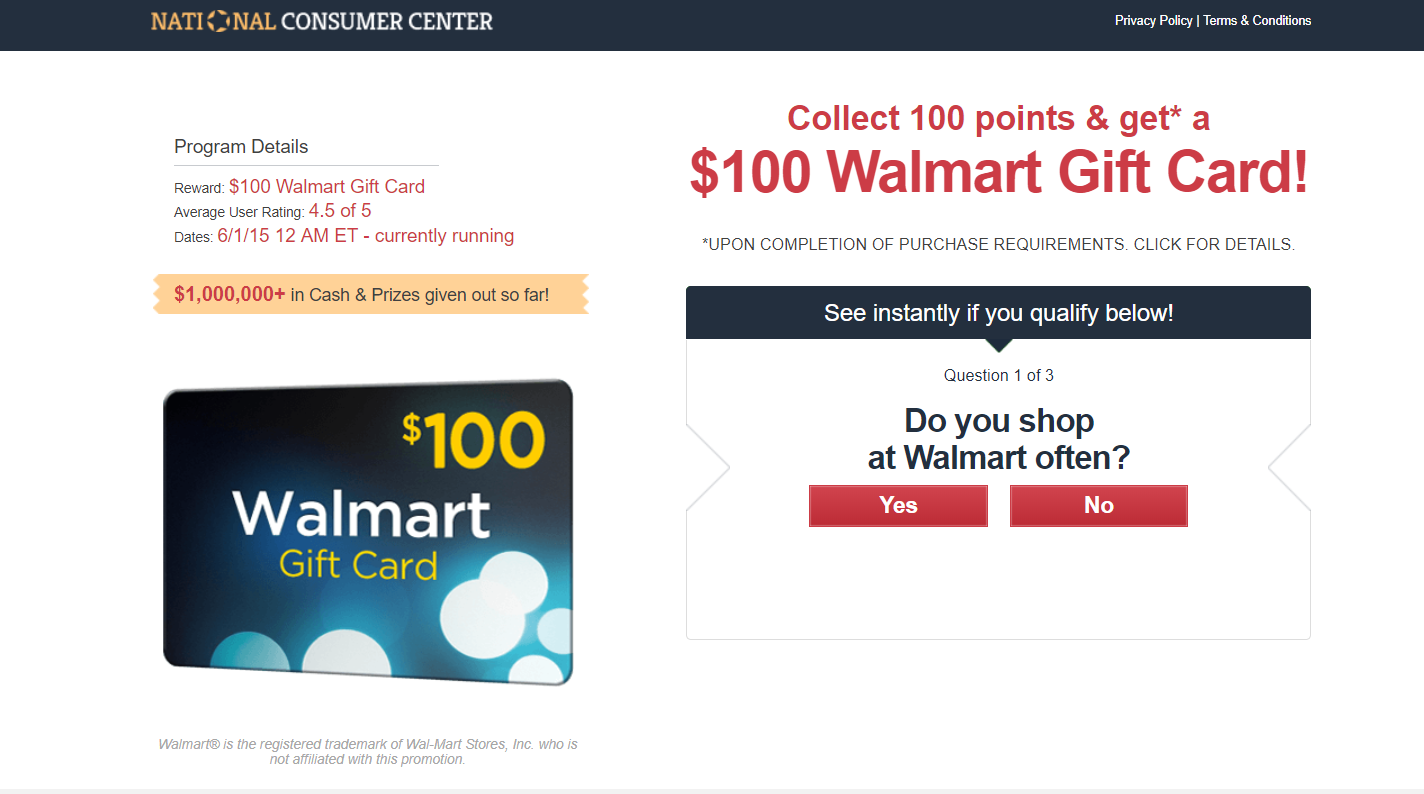 NATIONAL CONSUMER CENTER
Privacy Policy | Terms & Conditions
Program Details
Reward: $100 Walmart Gift Card
Average User Rating: 4.5 of 5
Dates: 6/1/15 12 AM ET - currently running
$1,000,000+ in Cash & Prizes given out so far!
$100
Walmart
Gift Card
Walmart® is the registered trademark of Wal-Mart Stores, Inc. who is
not affiliated with this promotion.
Collect 100 points & get* a
$100 Walmart Gift Card!
*UPON COMPLETION OF PURCHASE REQUIREMENTS. CLICK FOR DETAILS.
See instantly if you qualify below!
Question 1 of 3
Do you shop
at Walmart often?
Yes No